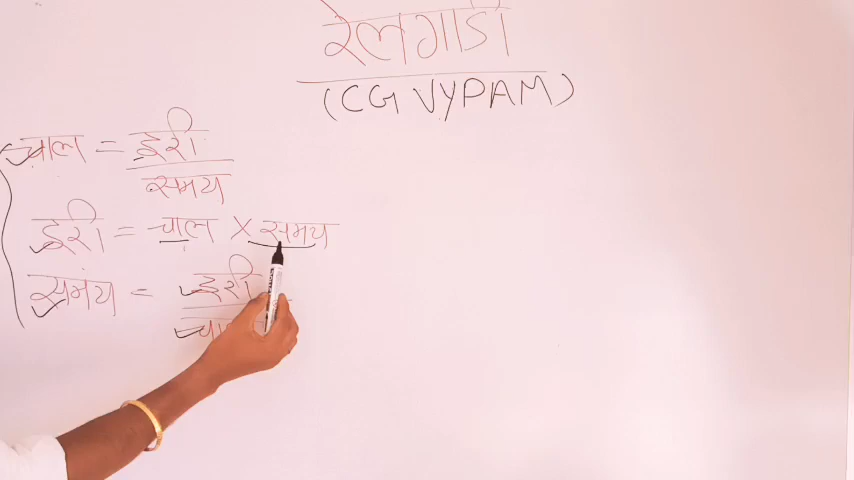 रेलगाडी
(CG VYPAM)
चाल = दूरी
समय
दूरी = चाल × समय
समय = दूरी